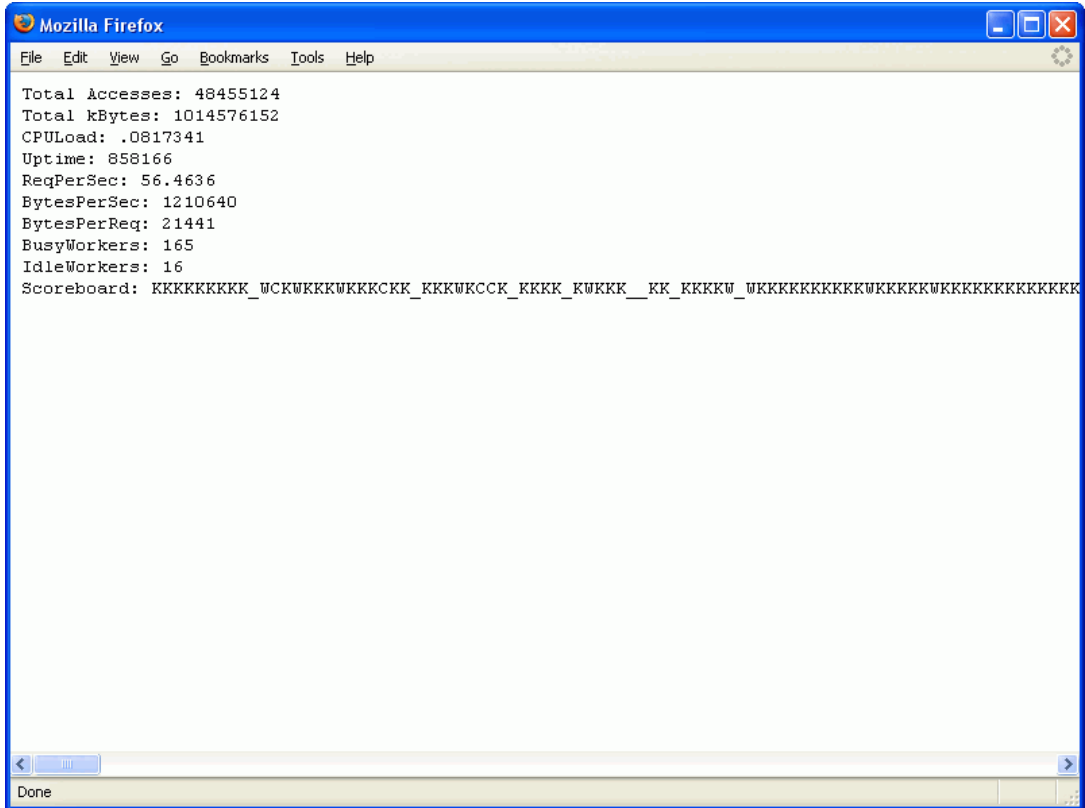 Mozilla Firefox
File Edit View Go Bookmarks Tools Help
Total Accesses: 48455124
Total kBytes: 1014576152
CPULoad: .0817341
Uptime: 858166
ReqPerSec: 56.4636
BytesPerSec: 1210640
BytesPerReq: 21441
BusyWorkers: 165
IdleWorkers: 16
Scoreboard: KKKKKKKKK_WCKWKKKWKKKCKK_KKKWKCCK_KKKK_KWKKK__KK_KKKKW_WKKKKKKKKKKWKKKKKWKKKKKKKKKKKKK
Done